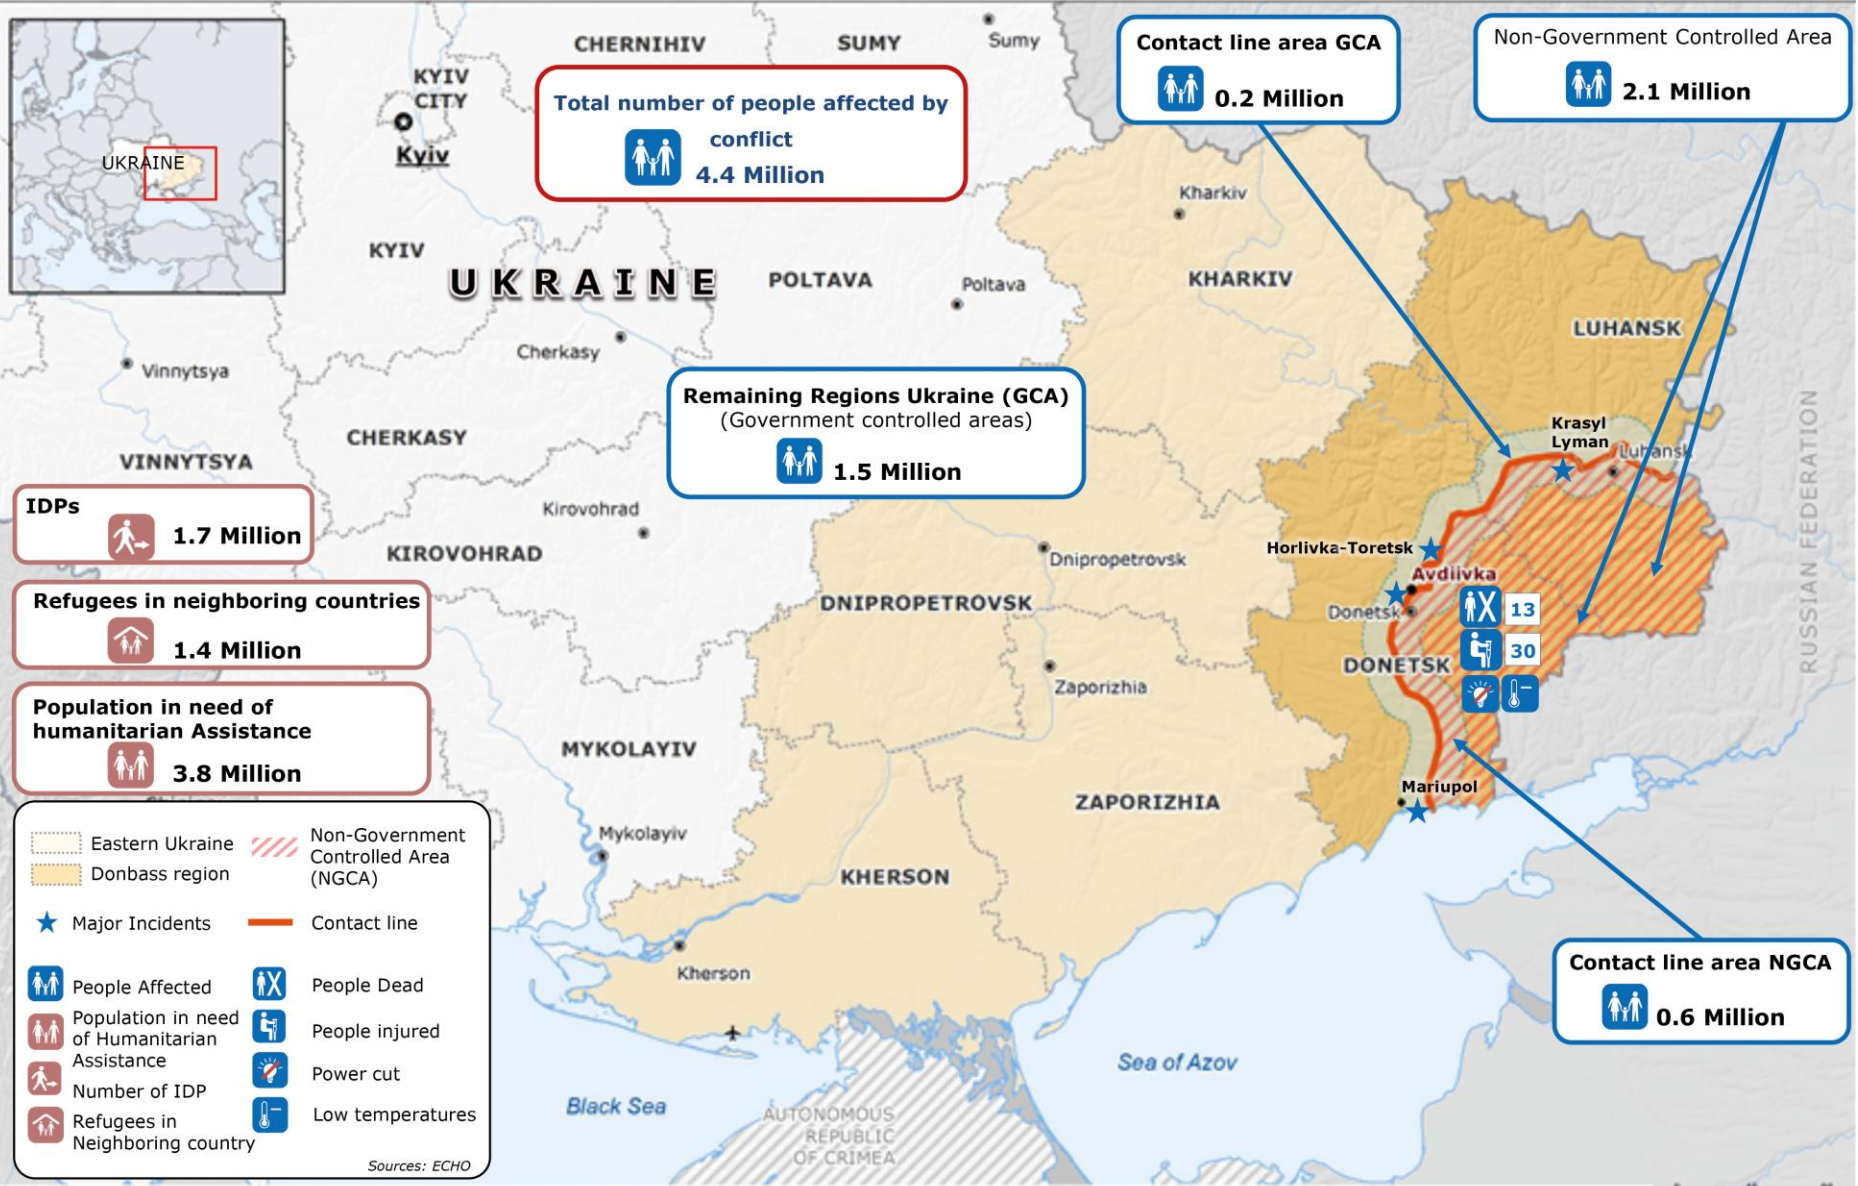 UKRAINE
CHERNIHIV
SUMY
Sumy
KYIV
CITY
Kyiv
Total number of people affected by
conflict
4.4 Million
Contact line area GCA
0.2 Million
Non-Government Controlled Area
2.1 Million
Kharkiv
KYIV
UKRAINE
POLTAVA
Poltava
KHARKIV
LUHANSK
Cherkasy
Vinnytsya
Remaining Regions Ukraine (GCA)
(Government controlled areas)
1.5 Million
CHERKASY
VINNYTSYA
Krasyl
Lyman
Luhansk
RUSSIAN FEDERATION
IDPs
1.7 Million
Kirovohrad
KIROVOHRAD
Horlivka-Toretsk
Avdiivka
Dnipropetrovsk
DNIPROPETROVSK
Donetsk
13
30
DONETSK
Refugees in neighboring countries
1.4 Million
Zaporizhia
Population in need of
humanitarian Assistance
3.8 Million
MYKOLAYIV
Mariupol
ZAPORIZHIA
Mykolayiv
KHERSON
Kherson
Contact line area NGCA
0.6 Million
Sea of Azov
Black Sea
AUTONOMOUS
REPUBLIC
OF CRIMEA
Eastern Ukraine
Donbass region
Non-Government
Controlled Area
(NGCA)
Major Incidents
Contact line
People Affected
People Dead
Population in need
of Humanitarian
Assistance
People injured
Number of IDP
Power cut
Refugees in
Neighboring country
Low temperatures
Sources: ECHO